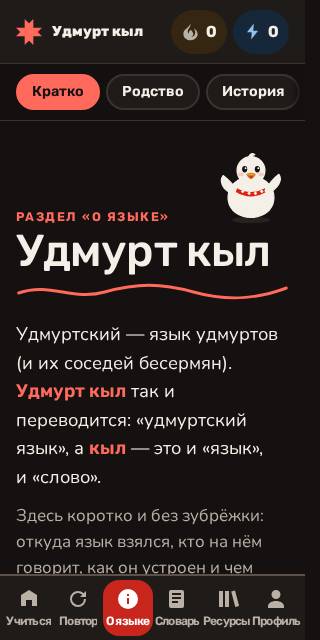 Удмурт кыл
0
0
Кратко
Родство
История
РАЗДЕЛ «О ЯЗЫКЕ»
Удмурт кыл
Удмуртский — язык удмуртов
(и их соседей бесермян).
Удмурт кыл так и
переводится: «удмуртский
язык», а кыл — это и «язык»,
и «слово».
Здесь коротко и без зубрёжки:
откуда язык взялся, кто на нём
говорит, как он устроен и чем
Учиться
Повтор
О языке
Словарь
Ресурсы
Профиль